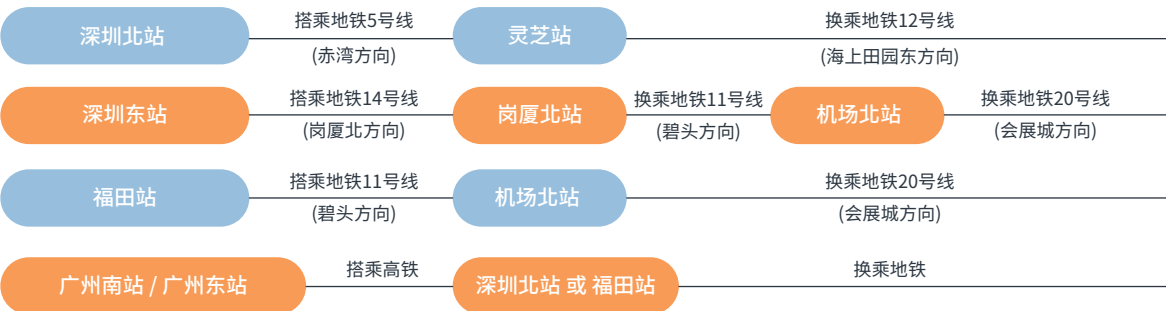 深圳北站
搭乘地铁5号线
(赤湾方向)
灵芝站
换乘地铁12号线
(海上田园东方向)
深圳东站
搭乘地铁14号线
(岗厦北方向)
岗厦北站
换乘地铁11号线
(碧头方向)
机场北站
换乘地铁20号线
(会展城方向)
福田站
搭乘地铁11号线
(碧头方向)
机场北站
换乘地铁20号线
(会展城方向)
广州南站 / 广州东站
搭乘高铁
深圳北站 或 福田站
换乘地铁